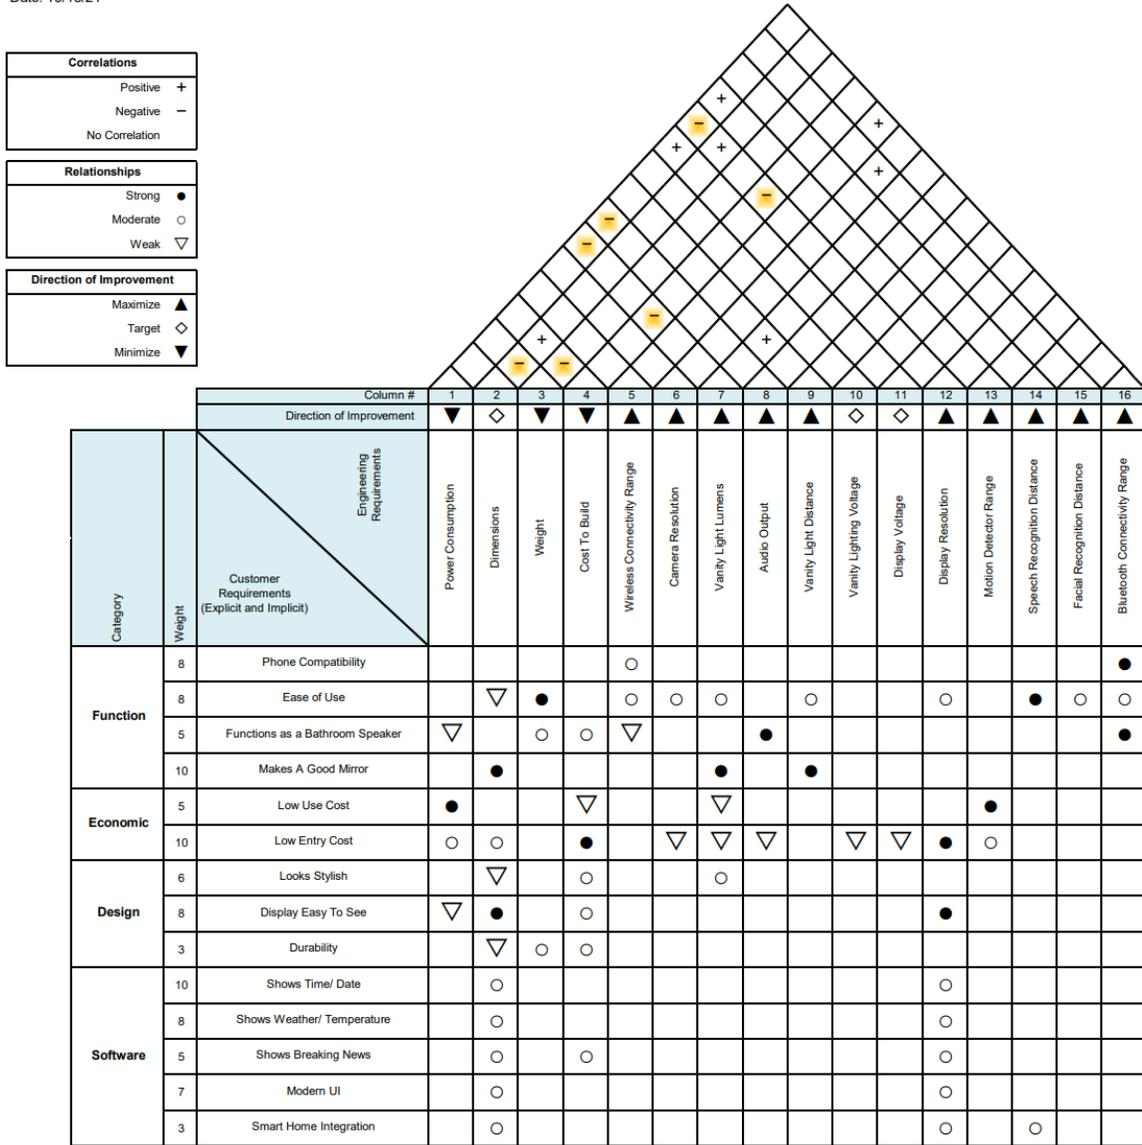 Correlations
Positive +
Negative −
No Correlation
Relationships
Strong ●
Moderate ○
Weak ▽
Direction of Improvement
Maximize ▲
Target ◇
Minimize ▼
+
− +
+ +
+
− −
−
−
+ +
− −
Column # 1 2 3 4 5 6 7 8 9 10 11 12 13 14 15 16
Direction of Improvement ▼ ◇ ▼ ▼ ▲ ▲ ▲ ▲ ▲ ◇ ◇ ▲ ▲ ▲ ▲ ▲
Category
Weight
Engineering
Requirements
Customer
Requirements
(Explicit and Implicit)
Power Consumption
Dimensions
Weight
Cost To Build
Wireless Connectivity Range
Camera Resolution
Vanity Light Lumens
Audio Output
Vanity Light Distance
Vanity Lighting Voltage
Display Voltage
Display Resolution
Motion Detector Range
Speech Recognition Distance
Facial Recognition Distance
Bluetooth Connectivity Range
Function
8 Phone Compatibility ○ ●
8 Ease of Use ▽ ● ○ ○ ○ ○ ○ ● ○ ○
5 Functions as a Bathroom Speaker ▽ ○ ○ ▽ ● ●
10 Makes A Good Mirror ● ● ●
Economic
5 Low Use Cost ● ▽ ▽ ●
10 Low Entry Cost ○ ○ ● ▽ ▽ ▽ ▽ ▽ ● ○
Design
6 Looks Stylish ▽ ○ ○
8 Display Easy To See ▽ ● ○ ●
3 Durability ▽ ○ ○
Software
10 Shows Time/ Date ○ ○
8 Shows Weather/ Temperature ○ ○
5 Shows Breaking News ○ ○ ○
7 Modern UI ○ ○
3 Smart Home Integration ○ ○ ○